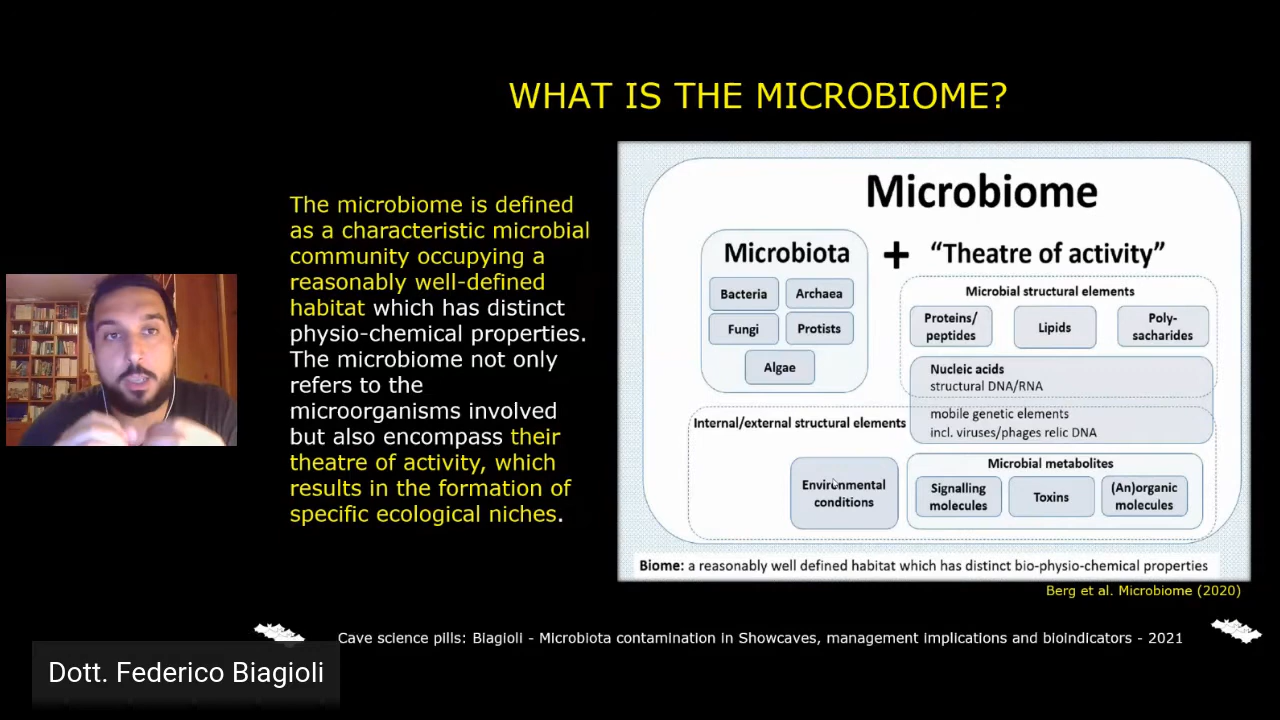 WHAT IS THE MICROBIOME?
The microbiome is defined
as a characteristic microbial
community occupying a
reasonably well-defined
habitat which has distinct
physio-chemical properties.
The microbiome not only
refers to the
microorganisms involved
but also encompass their
theatre of activity, which
results in the formation of
specific ecological niches.
Microbiome
Microbiota
+
“Theatre of activity”
Bacteria
Archaea
Fungi
Protists
Algae
Microbial structural elements
Proteins/
peptides
Lipids
Poly-
sacharides
Nucleic acids
structural DNA/RNA
mobile genetic elements
incl. viruses/phages relic DNA
Internal/external structural elements
Environmental
conditions
Microbial metabolites
Signalling
molecules
Toxins
(An)organic
molecules
Biome: a reasonably well defined habitat which has distinct bio-physio-chemical properties
Berg et al. Microbiome (2020)
Cave science pills: Biagioli - Microbiota contamination in Showcaves, management implications and bioindicators - 2021
Dott. Federico Biagioli